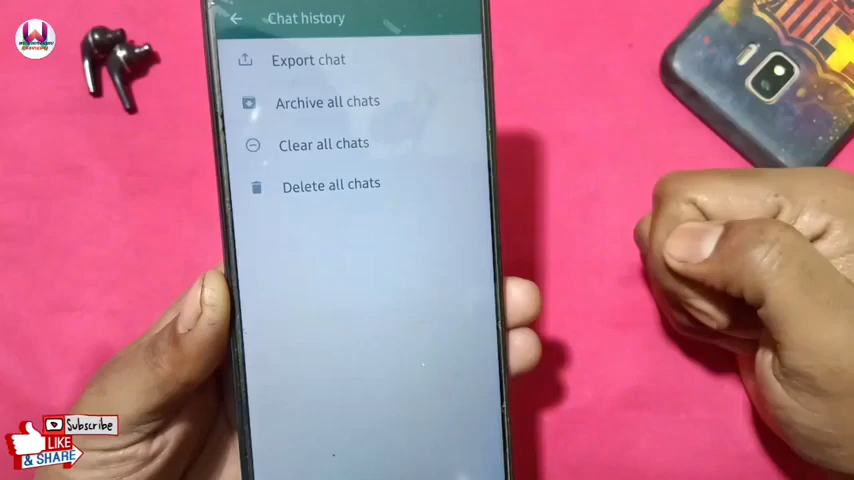 Chat history
Export chat
Archive all chats
Clear all chats
Delete all chats
Subscribe
LIKE
& SHARE